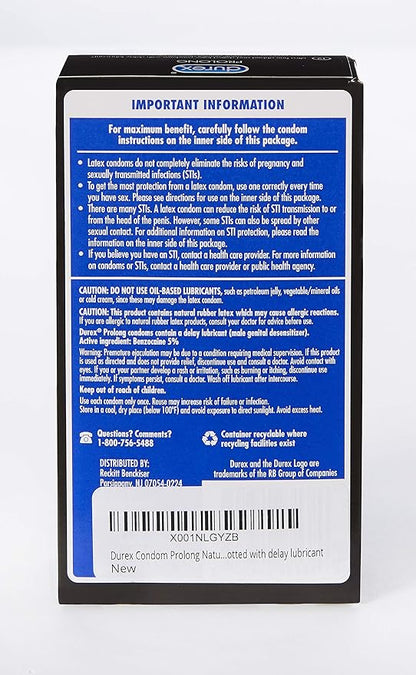 durex
PROLONG
IMPORTANT INFORMATION
For maximum benefit, carefully follow the condom
instructions on the inner side of this package.
• Latex condoms do not completely eliminate the risks of pregnancy and
sexually transmitted infections (STIs).
• To get the most protection from a latex condom, use one correctly every time
you have sex. Please see directions for use on the inner side of this package.
• There are many STIs. A latex condom can reduce the risk of STI transmission to or
from the head of the penis. However, some STIs can also be spread by other
sexual contact. For additional information on STI protection, please read the
information on the inner side of this package.
• If you believe you have an STI, contact a health care provider. For more information
on condoms or STIs, contact a health care provider or public health agency.
CAUTION: DO NOT USE OIL-BASED LUBRICANTS, such as petroleum jelly, vegetable/mineral oils
or cold cream, since these may damage the latex condom.
CAUTION: This product contains natural rubber latex which may cause allergic reactions.
If you are allergic to natural rubber latex products, consult your doctor for advice before use.
Durex® Prolong condoms contain a delay lubricant (male genital desensitizer).
Active ingredient: Benzocaine 5%
Warning: Premature ejaculation may be due to a condition requiring medical supervision. If this product
is used as directed and does not provide relief, discontinue use and consult a doctor. Avoid contact with
eyes. If you or your partner develop a rash or irritation, such as burning or itching, discontinue use
immediately. If symptoms persist, consult a doctor. Wash off lubricant after intercourse.
Keep out of reach of children.
Use each condom only once. Reuse may increase risk of failure or infection.
Store in a cool, dry place (below 100°F) and avoid exposure to direct sunlight. Avoid excess heat.
Questions? Comments?
1-800-756-5488
Container recyclable where
recycling facilities exist
DISTRIBUTED BY:
Reckitt Benckiser
Parsippany, NJ 07054-0224
Durex and the Durex Logo are
trademarks of the RB Group of Companies
X001NLGYZB
Durex Condom Prolong Natu...otted with delay lubricant
New